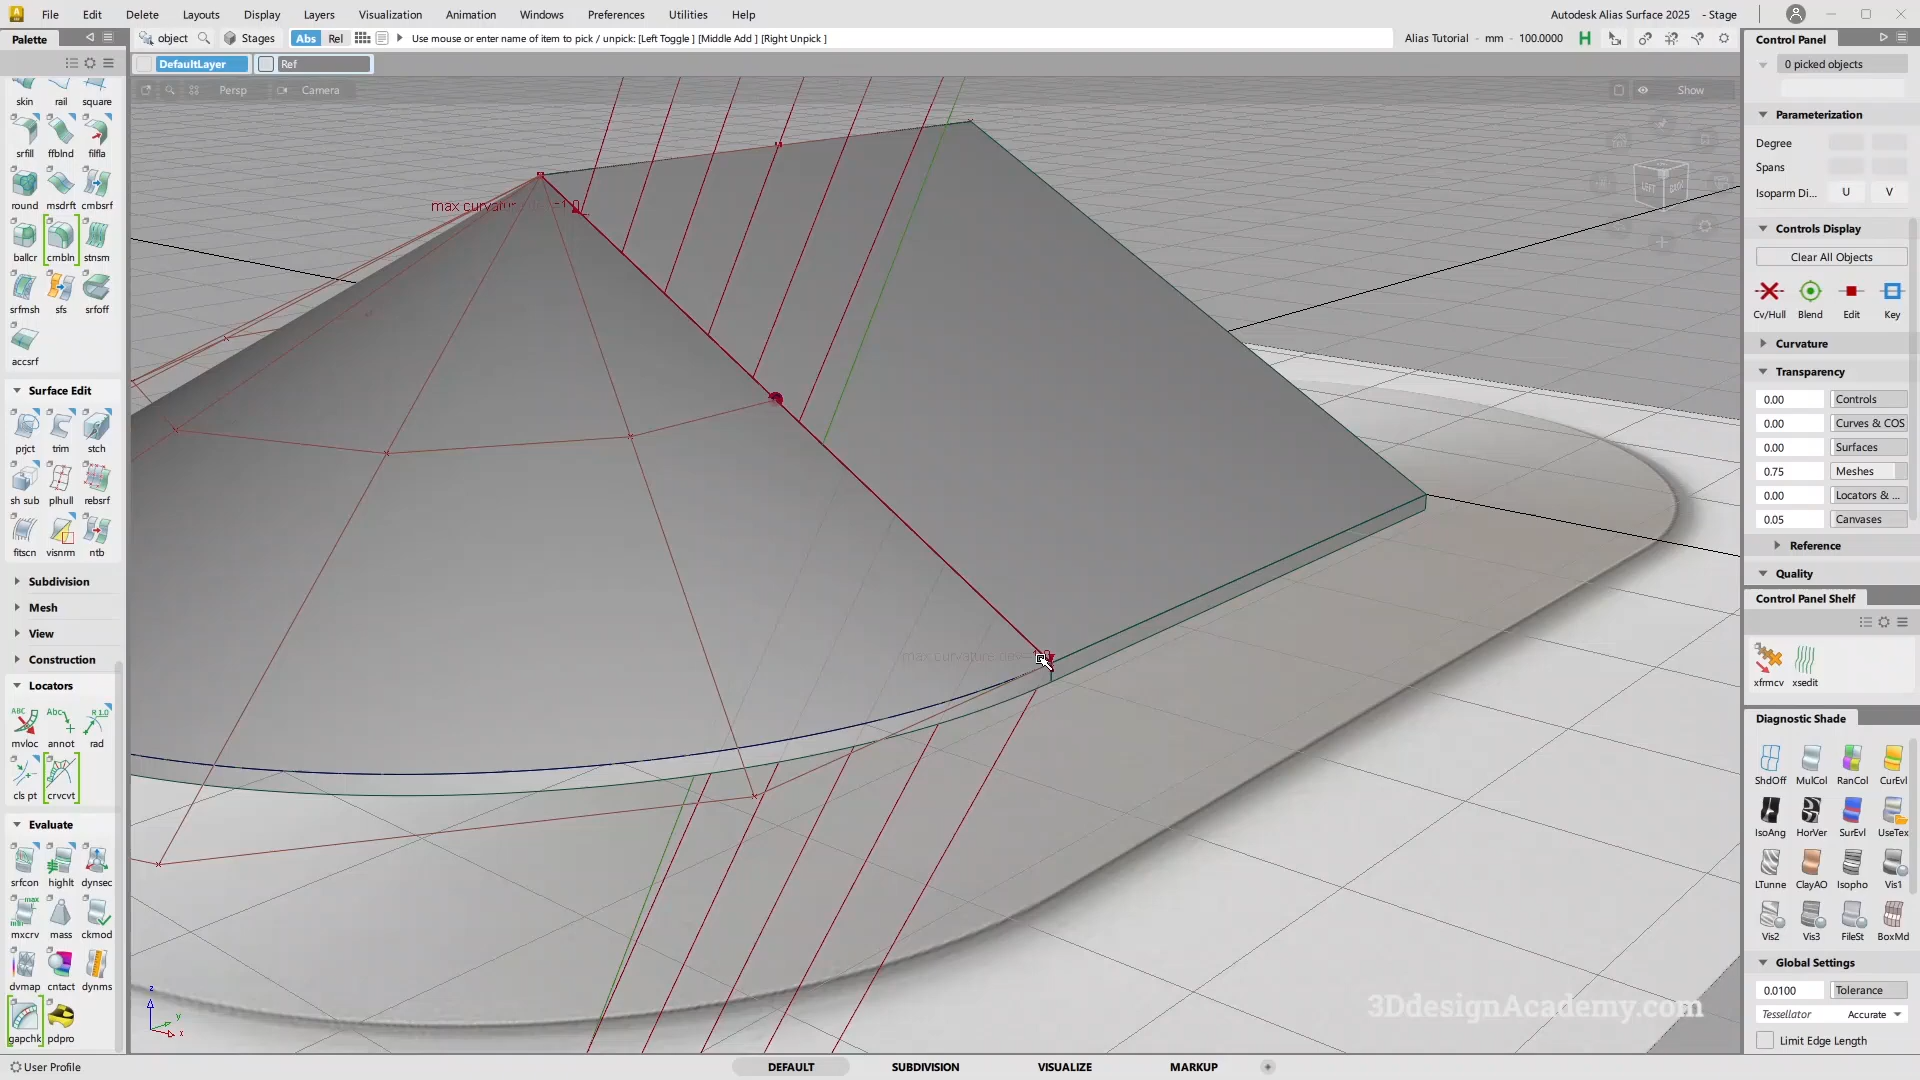 File Edit Delete Layouts Display Layers Visualization Animation Windows Preferences Utilities Help
Autodesk Alias Surface 2025 - Stage
Palette
object
Stages
Abs Rel
Use mouse or enter name of item to pick / unpick: [Left Toggle ] [Middle Add ] [Right Unpick ]
Alias Tutorial - mm - 100.0000
DefaultLayer
Ref
Persp
Camera
Show
skin rail square
srfill ffblnd filfla
round msdrft cmbsrf
ballcr crnbln stnsm
srfmsh sfs srfoff
accsrf
Surface Edit
prjct trim stch
sh sub plhull rebsrf
fitscn visnrm ntb
Subdivision
Mesh
View
Construction
Locators
mvloc annot rad
cls pt crvcvt
Evaluate
srfcon highlt dynsec
mxcrv mass ckmod
dvmap cntact dynms
gapchk pdpro
User Profile
LEFT BACK
3DdesignAcademy.com
DEFAULT SUBDIVISION VISUALIZE MARKUP
Control Panel
0 picked objects
Parameterization
Degree
Spans
Isoparm Di... U V
Controls Display
Clear All Objects
Cv/Hull Blend Edit Key
Curvature
Transparency
0.00 Controls
0.00 Curves & COS
0.00 Surfaces
0.75 Meshes
0.00 Locators & ...
0.05 Canvases
Reference
Quality
Control Panel Shelf
xfrmcv xsedit
Diagnostic Shade
ShdOff MulCol RanCol CurEvl
IsoAng HorVer SurEvl UseTex
LTunne ClayAO Isopho Vis1
Vis2 Vis3 FileSt BoxMd
Global Settings
0.0100 Tolerance
Tessellator Accurate
Limit Edge Length